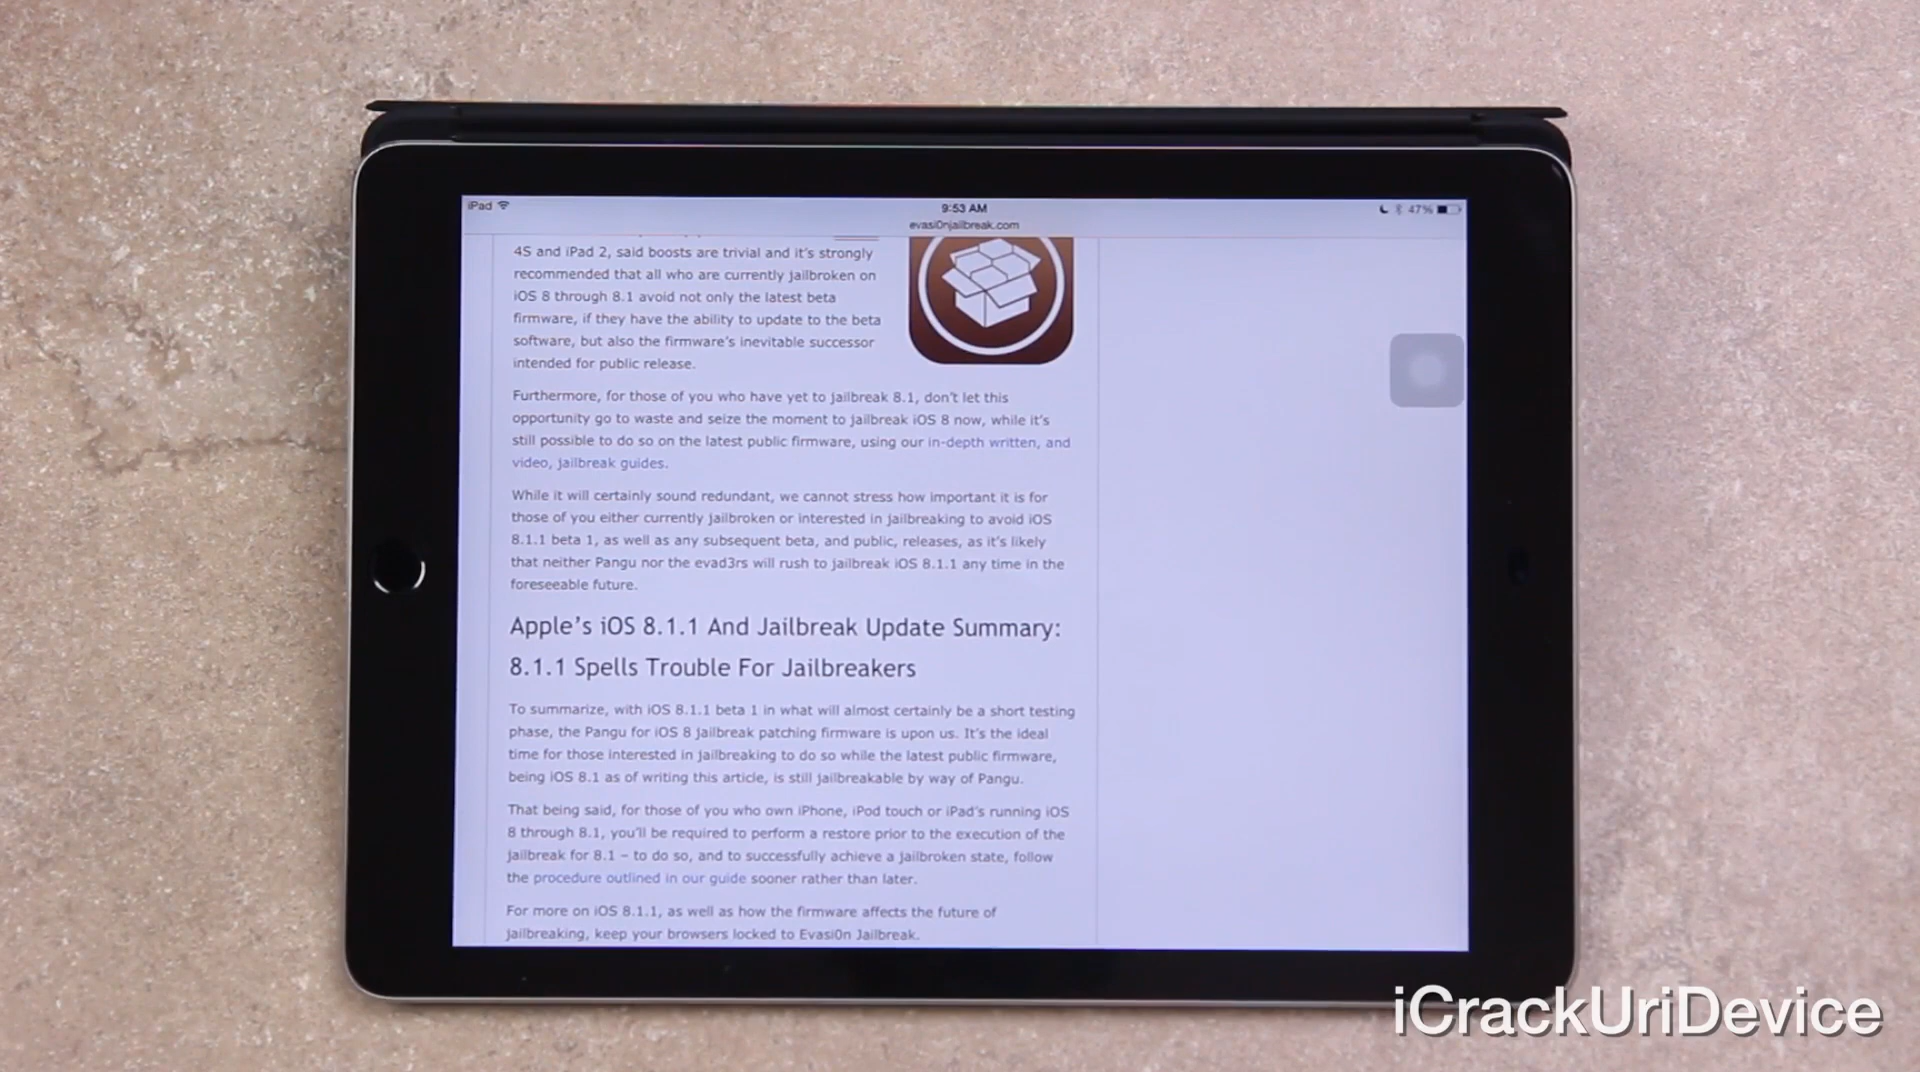 iPad
9:53 AM
47%
evasi0njailbreak.com
4S and iPad 2, said boosts are trivial and it's strongly
recommended that all who are currently jailbroken on
iOS 8 through 8.1 avoid not only the latest beta
firmware, if they have the ability to update to the beta
software, but also the firmware's inevitable successor
intended for public release.
Furthermore, for those of you who have yet to jailbreak 8.1, don't let this
opportunity go to waste and seize the moment to jailbreak iOS 8 now, while it's
still possible to do so on the latest public firmware, using our in-depth written, and
video, jailbreak guides.
While it will certainly sound redundant, we cannot stress how important it is for
those of you either currently jailbroken or interested in jailbreaking to avoid iOS
8.1.1 beta 1, as well as any subsequent beta, and public, releases, as it's likely
that neither Pangu nor the evad3rs will rush to jailbreak iOS 8.1.1 any time in the
foreseeable future.
Apple's iOS 8.1.1 And Jailbreak Update Summary:
8.1.1 Spells Trouble For Jailbreakers
To summarize, with iOS 8.1.1 beta 1 in what will almost certainly be a short testing
phase, the Pangu for iOS 8 jailbreak patching firmware is upon us. It's the ideal
time for those interested in jailbreaking to do so while the latest public firmware,
being iOS 8.1 as of writing this article, is still jailbreakable by way of Pangu.
That being said, for those of you who own iPhone, iPod touch or iPad's running iOS
8 through 8.1, you'll be required to perform a restore prior to the execution of the
jailbreak for 8.1 – to do so, and to successfully achieve a jailbroken state, follow
the procedure outlined in our guide sooner rather than later.
For more on iOS 8.1.1, as well as how the firmware affects the future of
jailbreaking, keep your browsers locked to Evasi0n Jailbreak.
iCrackUriDevice